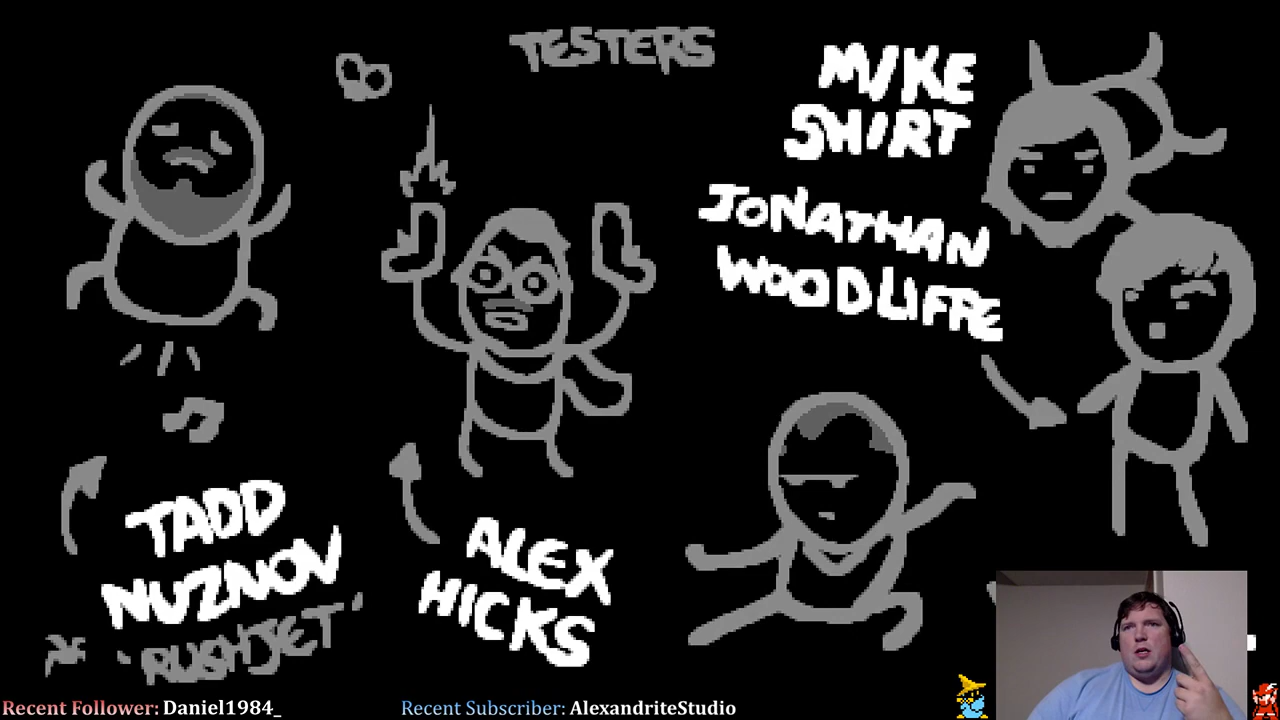 TESTERS
MIKE
SHIRT
JONATHAN
WOODLIFFE
TADD
NUZNOV
'RUSHJET'
ALEX
HICKS
Recent Follower: Daniel1984_
Recent Subscriber: AlexandriteStudio